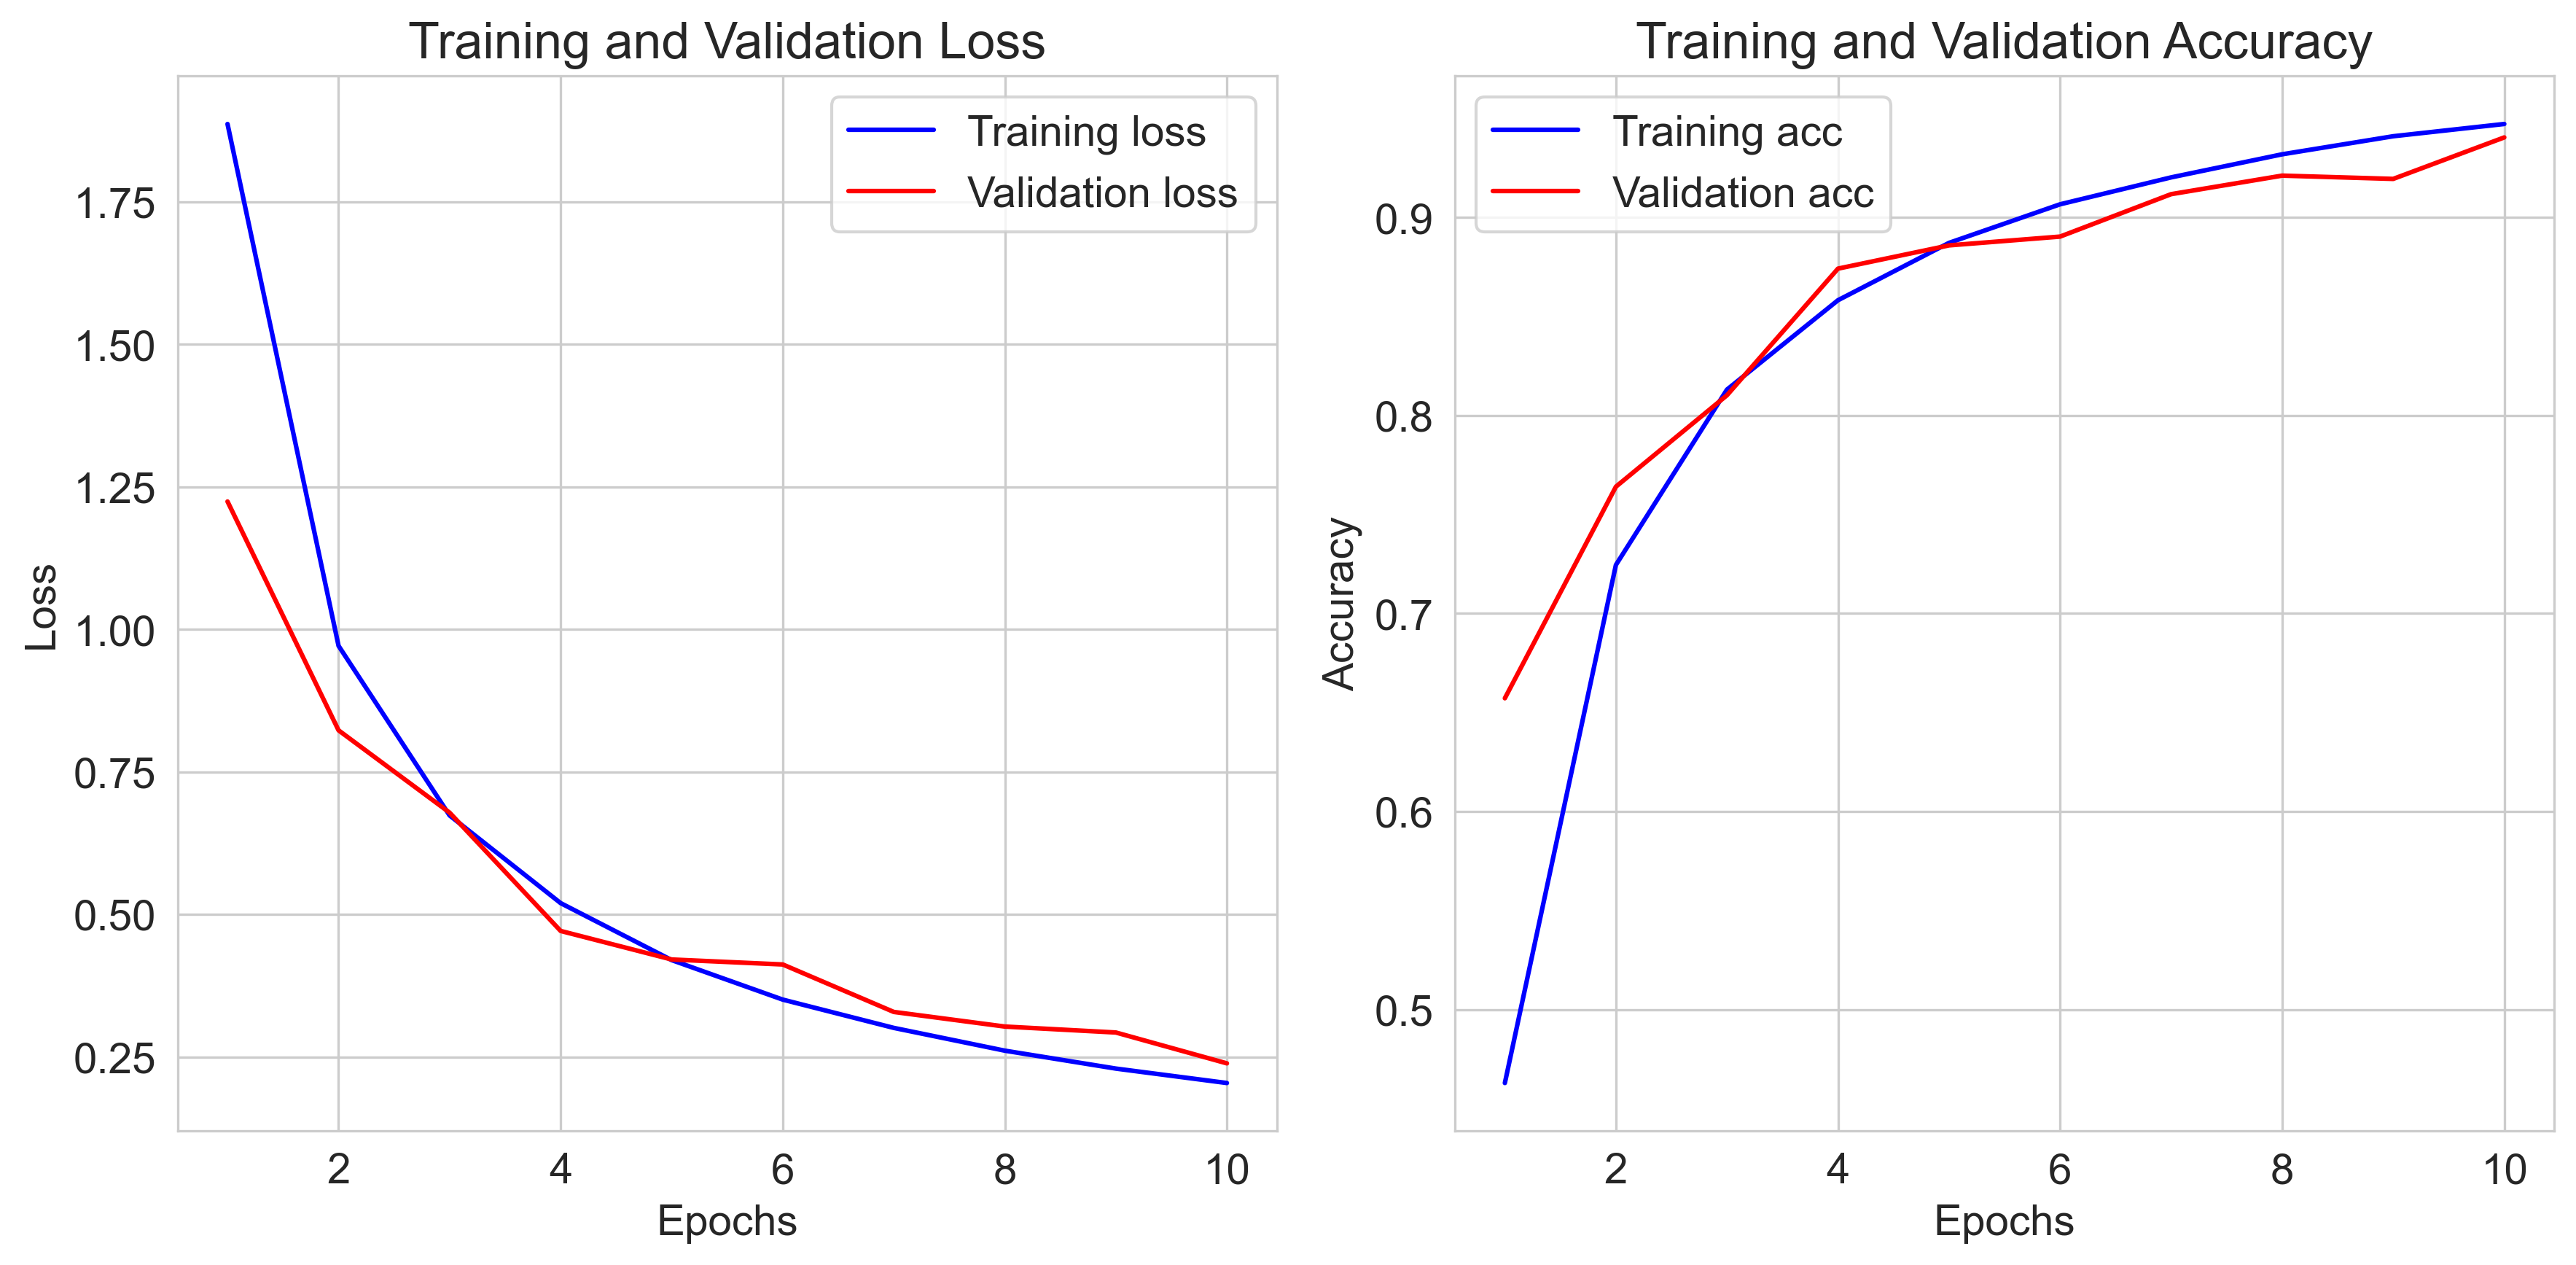 Training and Validation Loss
Training loss
Validation loss
1.75
1.50
1.25
1.00
0.75
0.50
0.25
Loss
2 4 6 8 10
Epochs
Training and Validation Accuracy
Training acc
Validation acc
0.9
0.8
0.7
0.6
0.5
Accuracy
2 4 6 8 10
Epochs